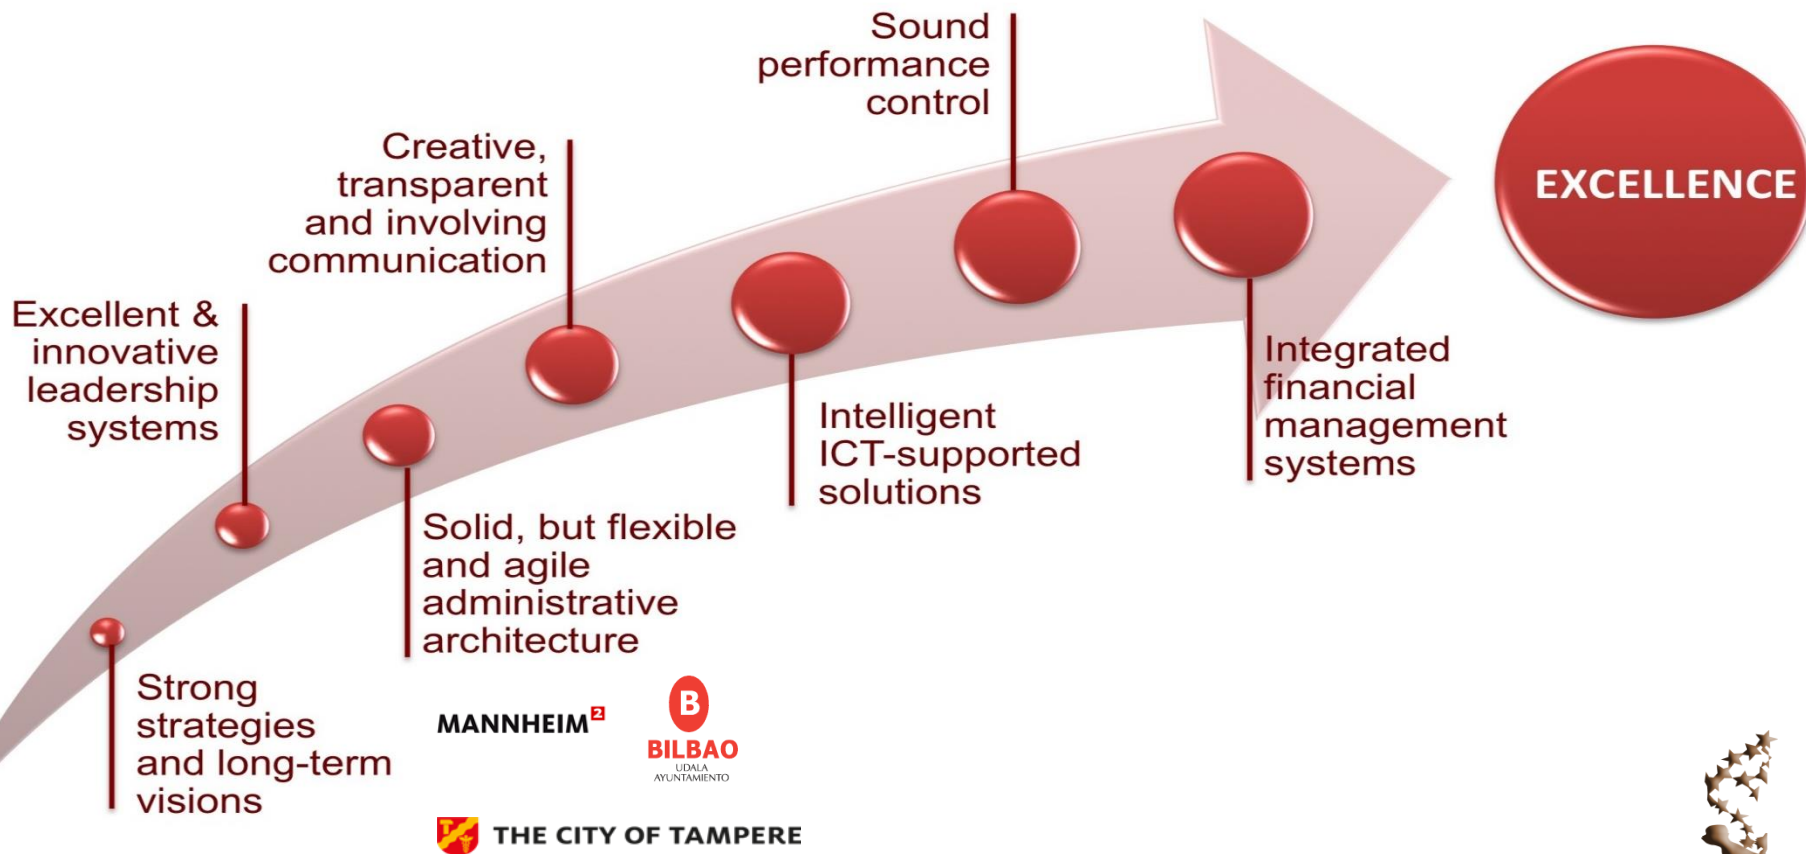 Sound
performance
control
Creative,
transparent
and involving
communication
EXCELLENCE
Excellent &
innovative
leadership
systems
Integrated
financial
management
systems
Intelligent
ICT-supported
solutions
Solid, but flexible
and agile
administrative
architecture
Strong
strategies
and long-term
visions
MANNHEIM²
B
BILBAO
UDALA
AYUNTAMIENTO
THE CITY OF TAMPERE